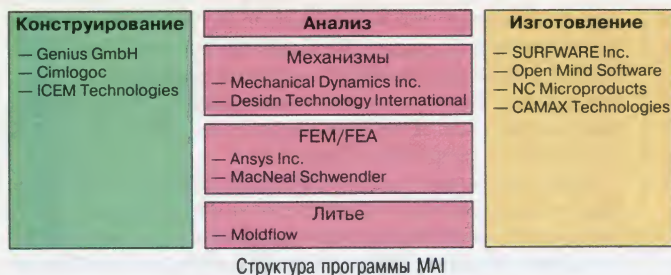 Конструирование
— Genius GmbH
— Cimlogoc
— ICEM Technologies
Анализ
Механизмы
— Mechanical Dynamics Inc.
— Desidn Technology International
FEM/FEA
— Ansys Inc.
— MacNeal Schwendler
Литье
— Moldflow
Изготовление
— SURFWARE Inc.
— Open Mind Software
— NC Microproducts
— CAMAX Technologies
Структура программы MAI